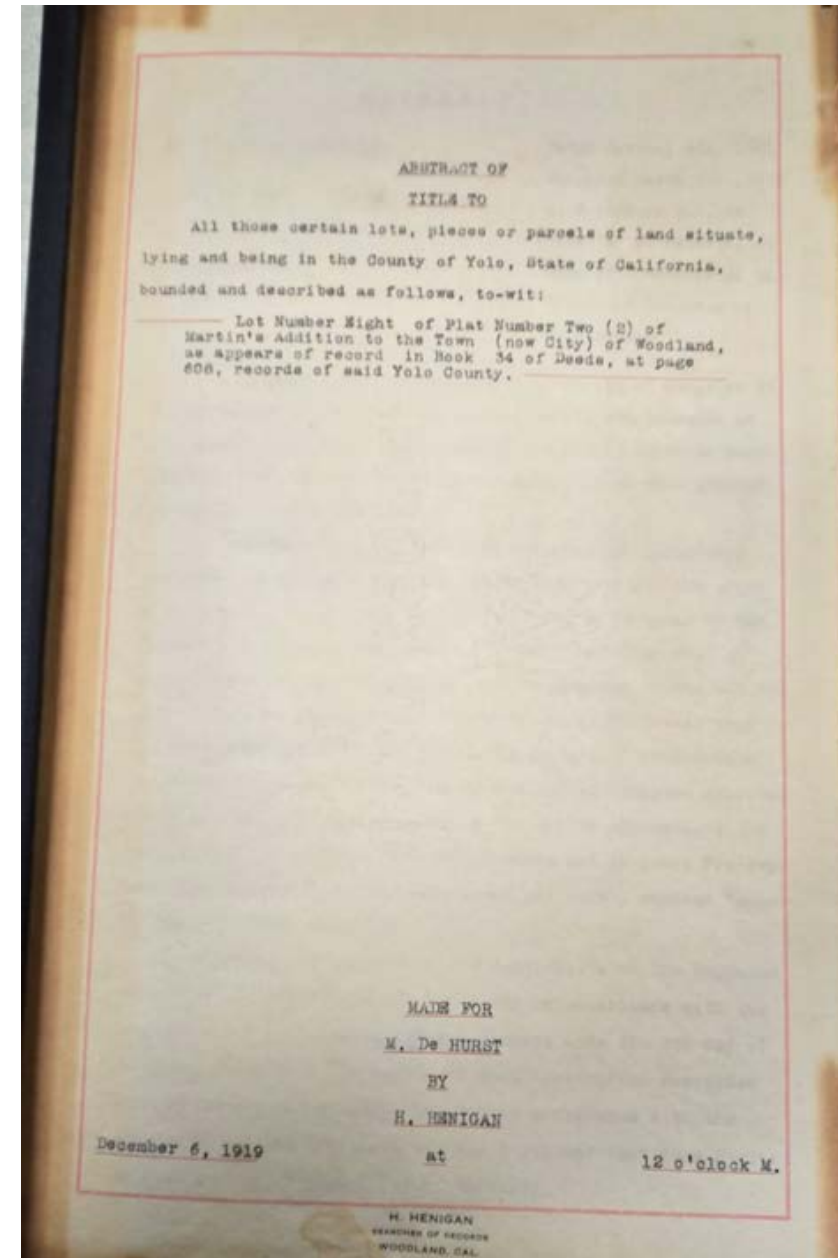 ABSTRACT OF
TITLE TO
All those certain lots, pieces or parcels of land situate,
lying and being in the County of Yolo, State of California,
bounded and described as follows, to-wit:
Lot Number Eight of Plat Number Two (2) of
Martin's Addition to the Town (now City) of Woodland,
as appears of record in Book 34 of Deeds, at page
608, records of said Yolo County.
MADE FOR
M. De HURST
BY
H. HENIGAN
December 6, 1919 at 12 o'clock M.
H. HENIGAN
SEARCHER OF RECORDS
WOODLAND, CAL.